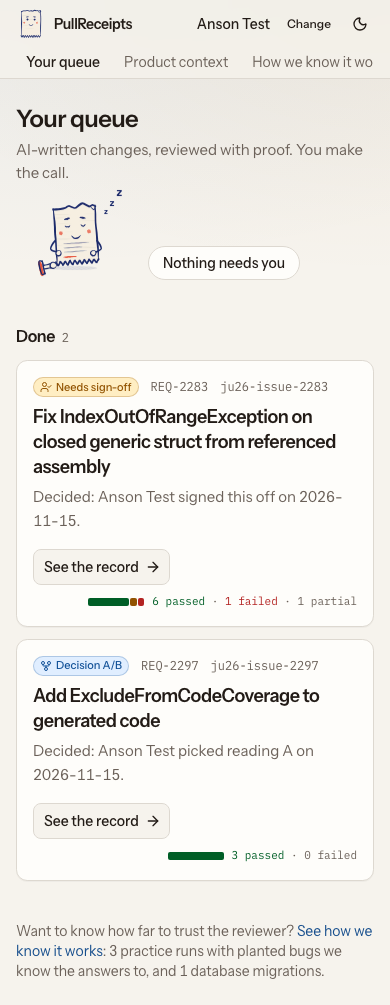 PullReceipts
Anson Test
Change
Your queue
Product context
How we know it wo
Your queue
AI-written changes, reviewed with proof. You make
the call.
z
z
z
Nothing needs you
Done 2
Needs sign-off
REQ-2283
ju26-issue-2283
Fix IndexOutOfRangeException on
closed generic struct from referenced
assembly
Decided: Anson Test signed this off on 2026-
11-15.
See the record →
6 passed · 1 failed · 1 partial
Decision A/B
REQ-2297
ju26-issue-2297
Add ExcludeFromCodeCoverage to
generated code
Decided: Anson Test picked reading A on
2026-11-15.
See the record →
3 passed · 0 failed
Want to know how far to trust the reviewer? See how we
know it works: 3 practice runs with planted bugs we
know the answers to, and 1 database migrations.